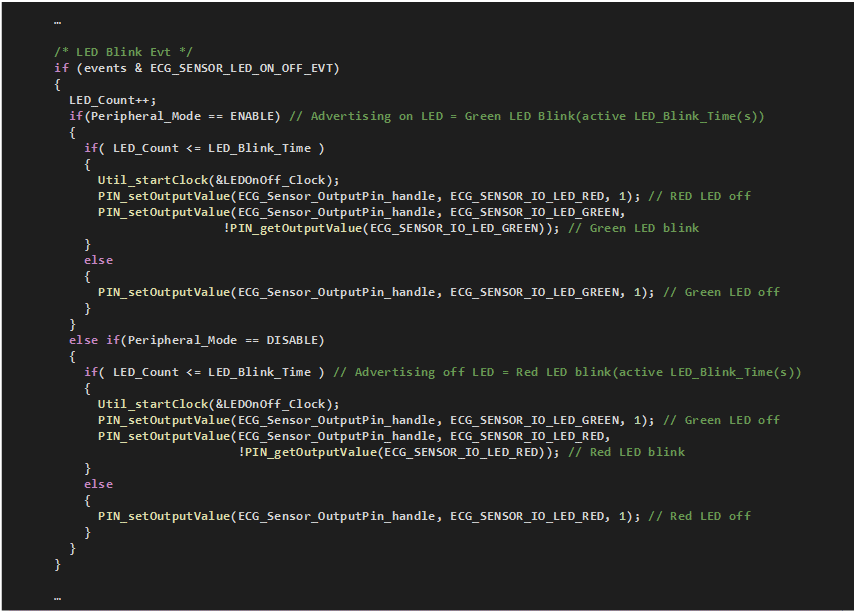 …
/* LED Blink Evt */
if (events & ECG_SENSOR_LED_ON_OFF_EVT)
{
  LED_Count++;
  if(Peripheral_Mode == ENABLE) // Advertising on LED = Green LED Blink(active LED_Blink_Time(s))
  {
    if( LED_Count <= LED_Blink_Time )
    {
      Util_startClock(&LEDOnOff_Clock);
      PIN_setOutputValue(ECG_Sensor_OutputPin_handle, ECG_SENSOR_IO_LED_RED, 1); // RED LED off
      PIN_setOutputValue(ECG_Sensor_OutputPin_handle, ECG_SENSOR_IO_LED_GREEN,
                       !PIN_getOutputValue(ECG_SENSOR_IO_LED_GREEN)); // Green LED blink
    }
    else
    {
      PIN_setOutputValue(ECG_Sensor_OutputPin_handle, ECG_SENSOR_IO_LED_GREEN, 1); // Green LED off
    }
  }
  else if(Peripheral_Mode == DISABLE)
  {
    if( LED_Count <= LED_Blink_Time ) // Advertising off LED = Red LED blink(active LED_Blink_Time(s))
    {
      Util_startClock(&LEDOnOff_Clock);
      PIN_setOutputValue(ECG_Sensor_OutputPin_handle, ECG_SENSOR_IO_LED_GREEN, 1); // Green LED off
      PIN_setOutputValue(ECG_Sensor_OutputPin_handle, ECG_SENSOR_IO_LED_RED,
                         !PIN_getOutputValue(ECG_SENSOR_IO_LED_RED)); // Red LED blink
    }
    else
    {
      PIN_setOutputValue(ECG_Sensor_OutputPin_handle, ECG_SENSOR_IO_LED_RED, 1); // Red LED off
    }
  }
}
…